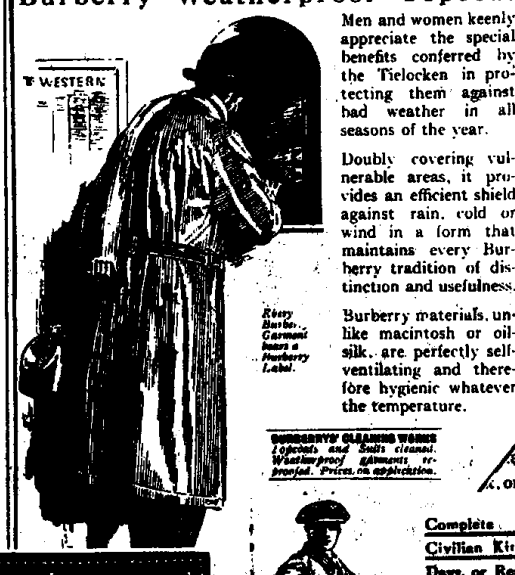 Burberry Weatherproof
WESTERN
Men and women keenly
appreciate the special
benefits conferred by
the Tielocken in pro-
tecting them against
bad weather in all
seasons of the year.
Doubly covering vul-
nerable areas, it pro-
vides an efficient shield
against rain, cold or
wind in a form that
maintains every Bur-
berry tradition of dis-
tinction and usefulness.
Every
Garment
bears a
Burberry
Label.
Burberry materials, un-
like macintosh or oil-
silk, are perfectly self-
ventilating and there-
fore hygienic whatever
the temperature.
BURBERRYS' CLEANING WORKS
Topcoats and Suits cleaned.
Weatherproof garments re-
proofed. Prices on application.
Complete
Civilian Kit
or